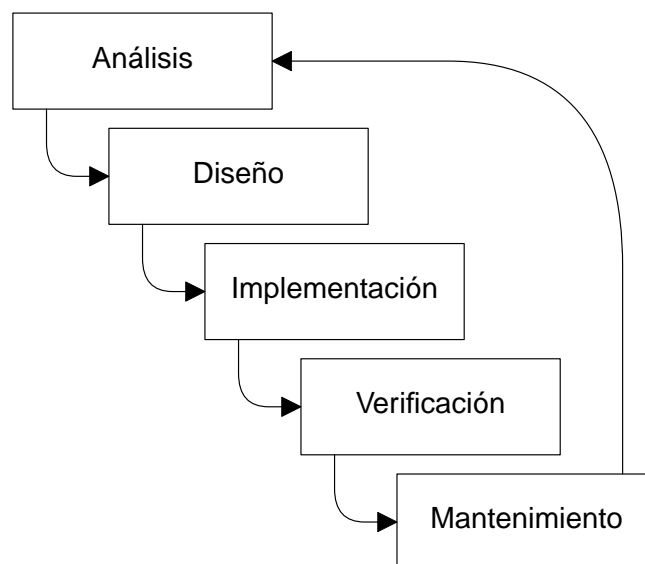 Análisis
Diseño
Implementación
Verificación
Mantenimiento